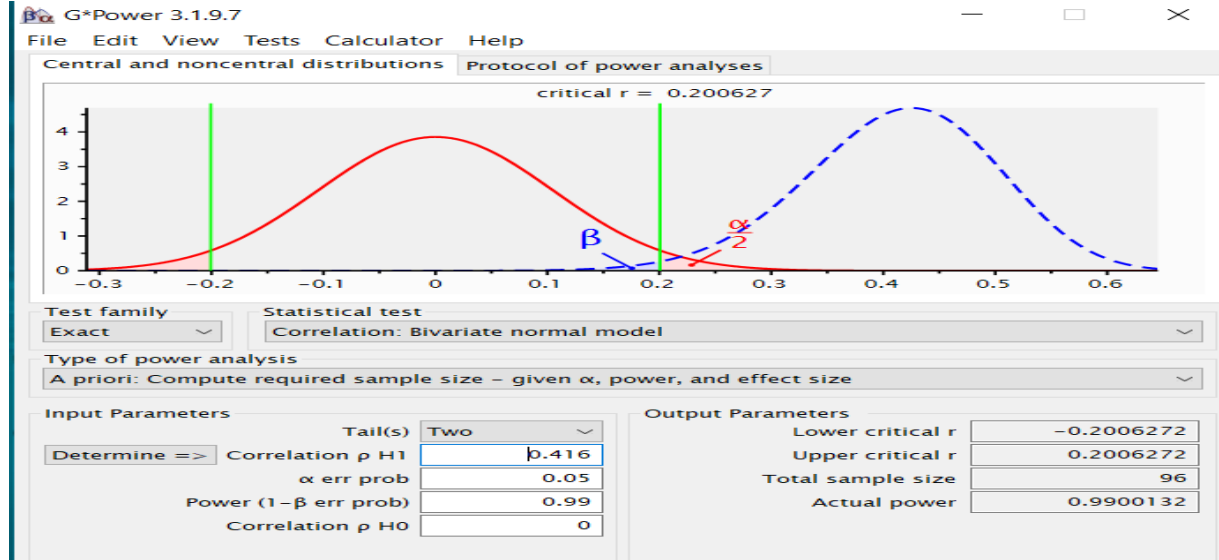 βα G*Power 3.1.9.7
File Edit View Tests Calculator Help
Central and noncentral distributions Protocol of power analyses
critical r = 0.200627
4
3
2
1
0
β
α
2
-0.3 -0.2 -0.1 0 0.1 0.2 0.3 0.4 0.5 0.6
Test family Statistical test
Exact Correlation: Bivariate normal model
Type of power analysis
A priori: Compute required sample size – given α, power, and effect size
Input Parameters
Tail(s) Two
Determine => Correlation ρ H1 0.416
α err prob 0.05
Power (1-β err prob) 0.99
Correlation ρ H0 0
Output Parameters
Lower critical r -0.2006272
Upper critical r 0.2006272
Total sample size 96
Actual power 0.9900132